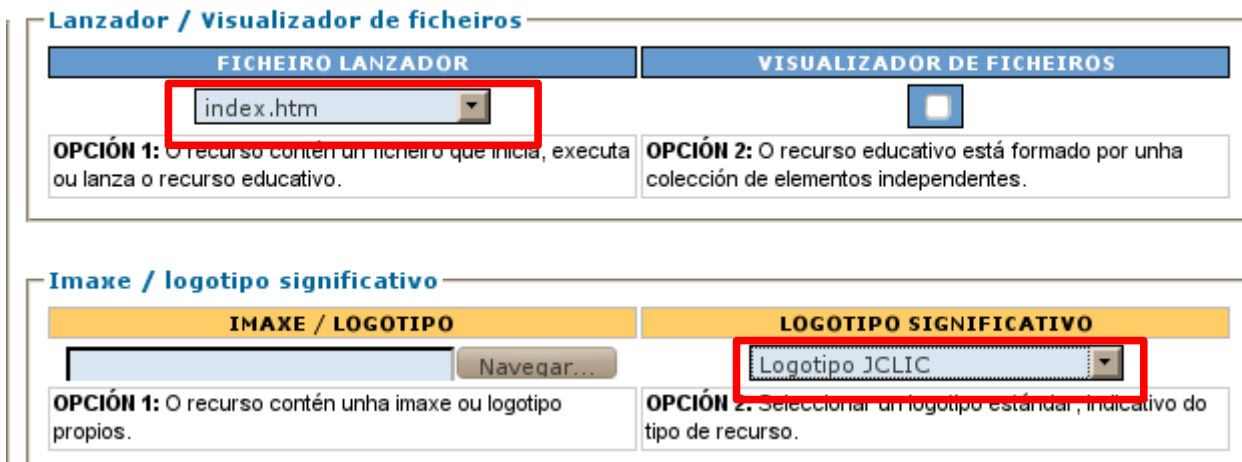 Lanzador / Visualizador de ficheiros
FICHEIRO LANZADOR
VISUALIZADOR DE FICHEIROS
index.htm
OPCIÓN 1: O recurso contén un ficheiro que inicia, executa
ou lanza o recurso educativo.
OPCIÓN 2: O recurso educativo está formado por unha
colección de elementos independentes.
Imaxe / logotipo significativo
IMAXE / LOGOTIPO
LOGOTIPO SIGNIFICATIVO
Navegar...
Logotipo JCLIC
OPCIÓN 1: O recurso contén unha imaxe ou logotipo
propios.
OPCIÓN 2: Seleccionar un logotipo estándar, indicativo do
tipo de recurso.